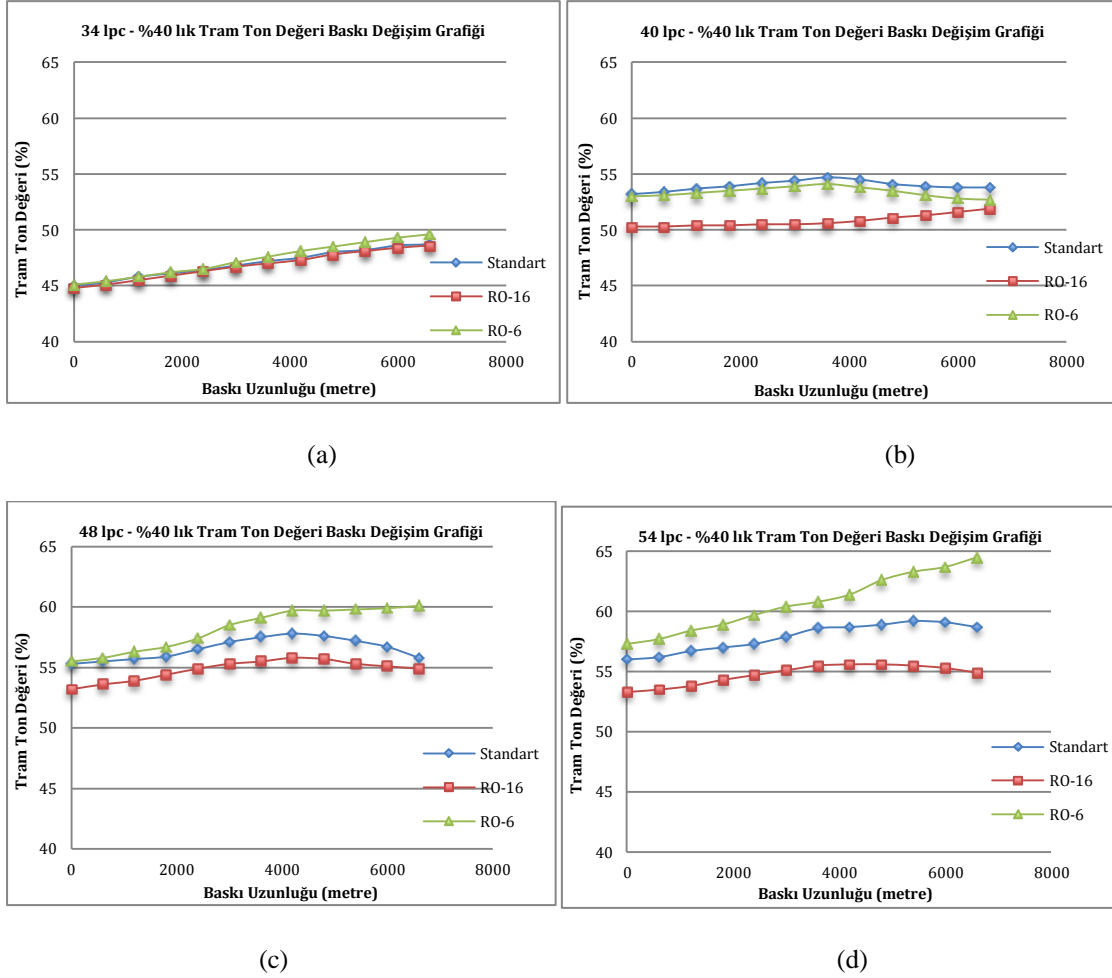 34 lpc - %40 lık Tram Ton Değeri Baskı Değişim Grafiği
Tram Ton Değeri (%)
65
60
55
50
45
40
0 2000 4000 6000 8000
Baskı Uzunluğu (metre)
Standart
RO-16
RO-6
(a)
40 lpc - %40 lık Tram Ton Değeri Baskı Değişim Grafiği
Tram Ton Değeri (%)
65
60
55
50
45
40
0 2000 4000 6000 8000
Baskı Uzunluğu (metre)
Standart
RO-16
RO-6
(b)
48 lpc - %40 lık Tram Ton Değeri Baskı Değişim Grafiği
Tram Ton Değeri (%)
65
60
55
50
45
40
0 2000 4000 6000 8000
Baskı Uzunluğu (metre)
Standart
RO-16
RO-6
(c)
54 lpc - %40 lık Tram Ton Değeri Baskı Değişim Grafiği
Tram Ton Değeri (%)
65
60
55
50
45
40
0 2000 4000 6000 8000
Baskı Uzunluğu (metre)
Standart
RO-16
RO-6
(d)